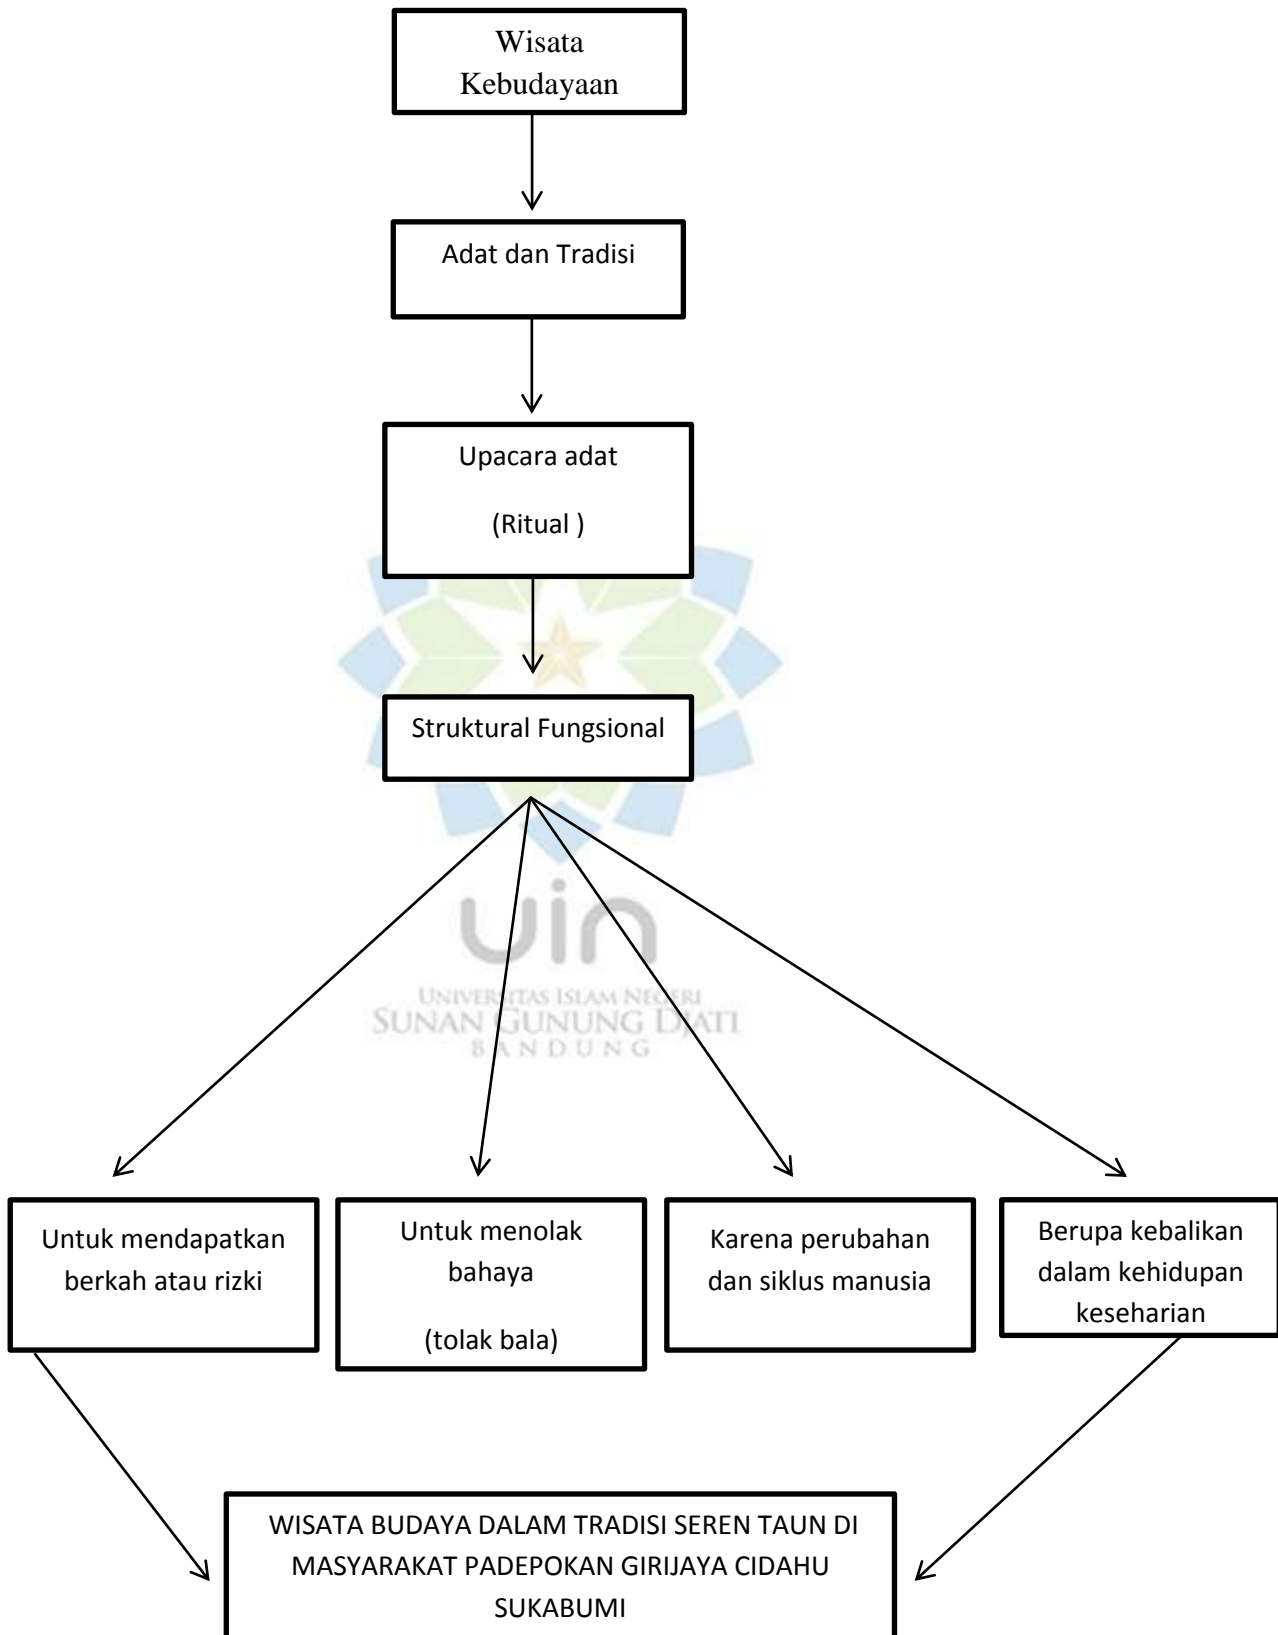 Wisata
Kebudayaan
Adat dan Tradisi
Upacara adat
(Ritual )
Struktural Fungsional
uin
UNIVERSITAS ISLAM NEGERI
SUNAN GUNUNG DJATI
BANDUNG
Untuk mendapatkan
berkah atau rizki
Untuk menolak
bahaya
(tolak bala)
Karena perubahan
dan siklus manusia
Berupa kebalikan
dalam kehidupan
keseharian
WISATA BUDAYA DALAM TRADISI SEREN TAUN DI
MASYARAKAT PADEPOKAN GIRIJAYA CIDAHU
SUKABUMI